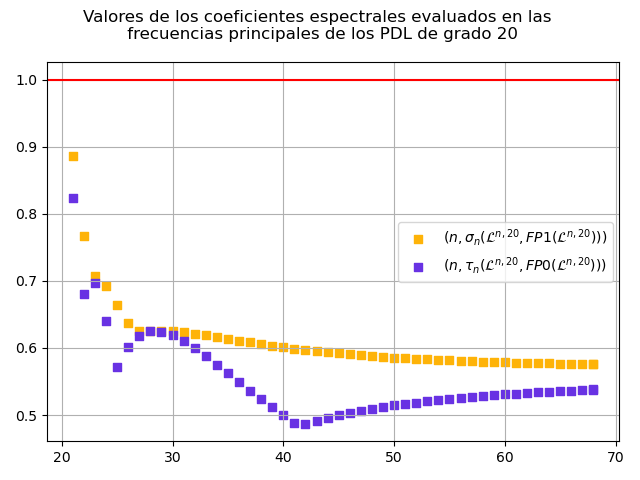 Valores de los coeficientes espectrales evaluados en las
frecuencias principales de los PDL de grado 20
1.0
0.9
0.8
0.7
0.6
0.5
(n, σₙ(ℒⁿ,²⁰, FP1(ℒⁿ,²⁰)))
(n, τₙ(ℒⁿ,²⁰, FP0(ℒⁿ,²⁰)))
20 30 40 50 60 70